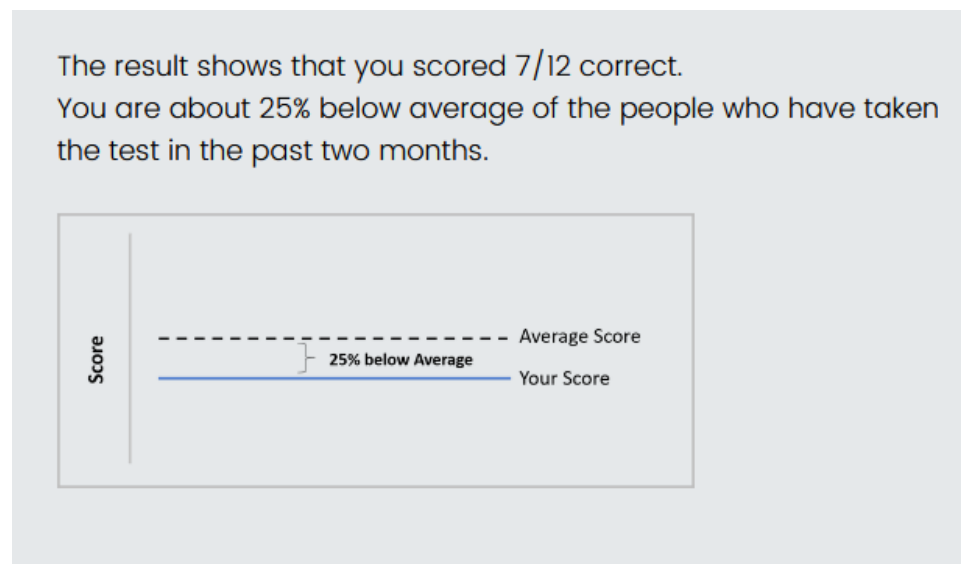 The result shows that you scored 7/12 correct.
You are about 25% below average of the people who have taken
the test in the past two months.
Score
Average Score
25% below Average
Your Score